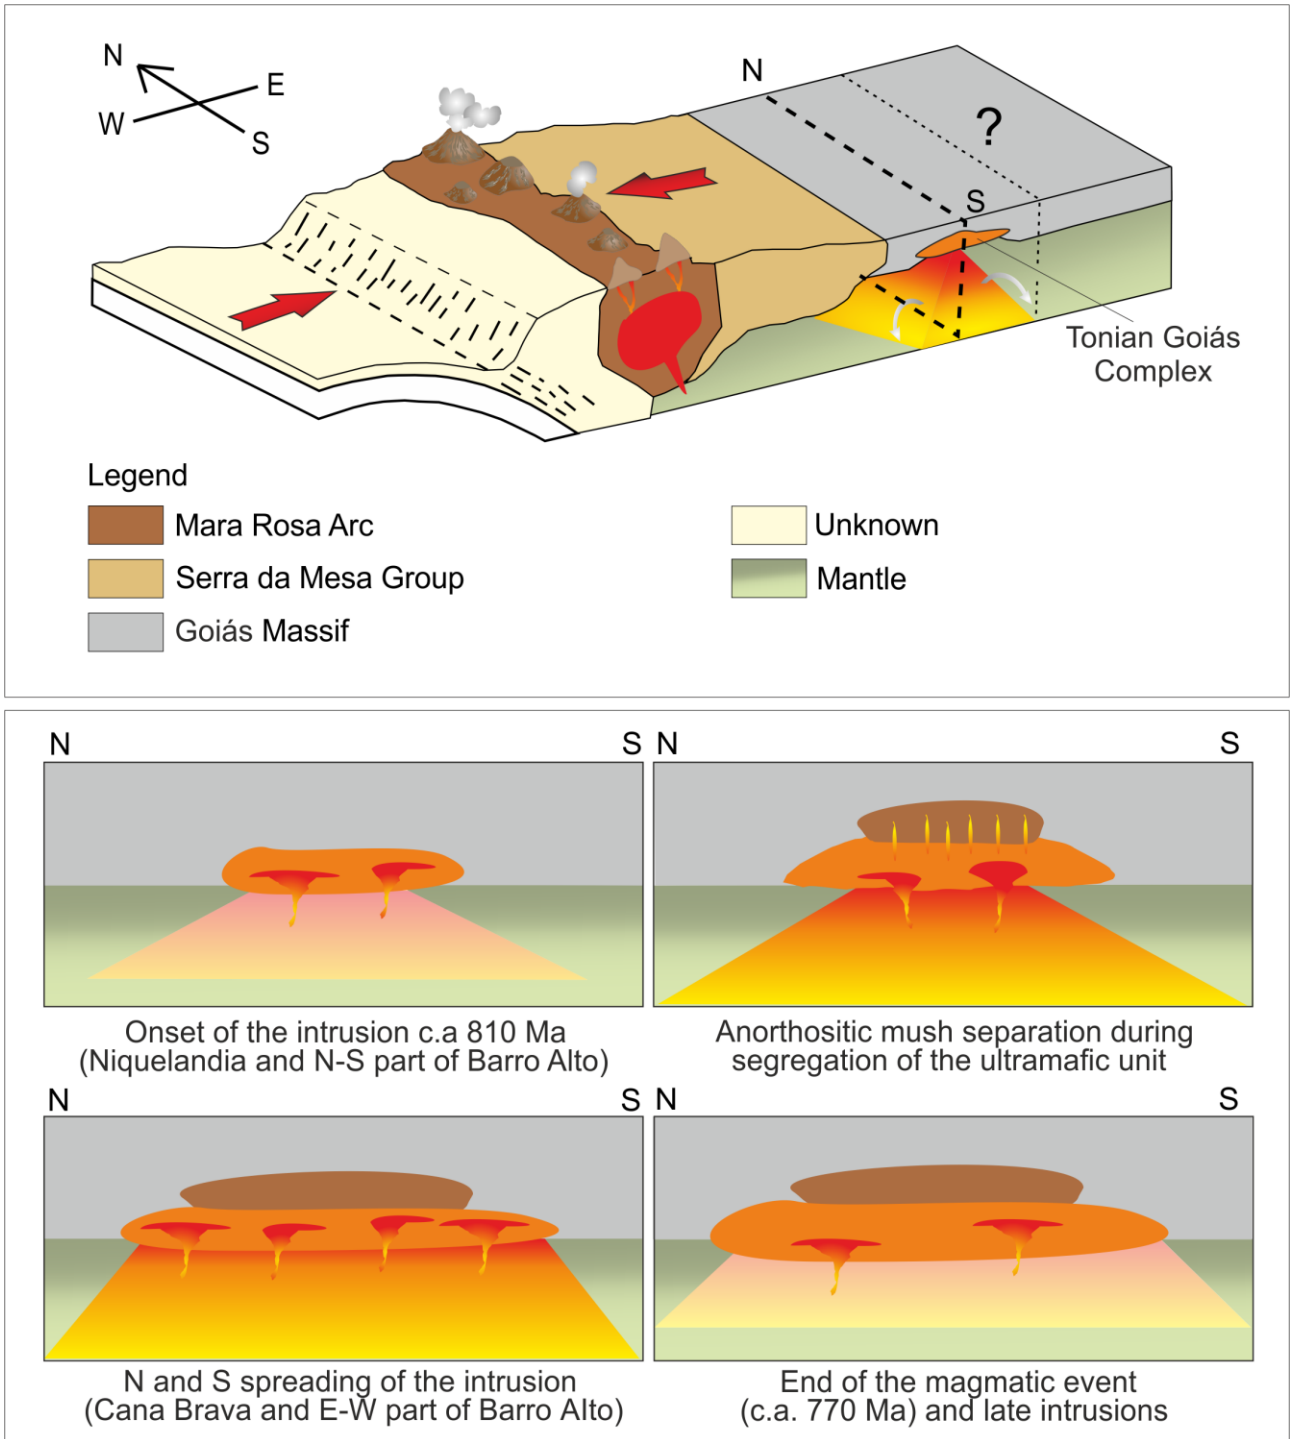 N
E
W
S
N
?
S
Tonian Goiás
Complex
Legend
Mara Rosa Arc
Serra da Mesa Group
Goiás Massif
Unknown
Mantle
N S
Onset of the intrusion c.a 810 Ma
(Niquelandia and N-S part of Barro Alto)
N S
Anorthositic mush separation during
segregation of the ultramafic unit
N S
N and S spreading of the intrusion
(Cana Brava and E-W part of Barro Alto)
N S
End of the magmatic event
(c.a. 770 Ma) and late intrusions